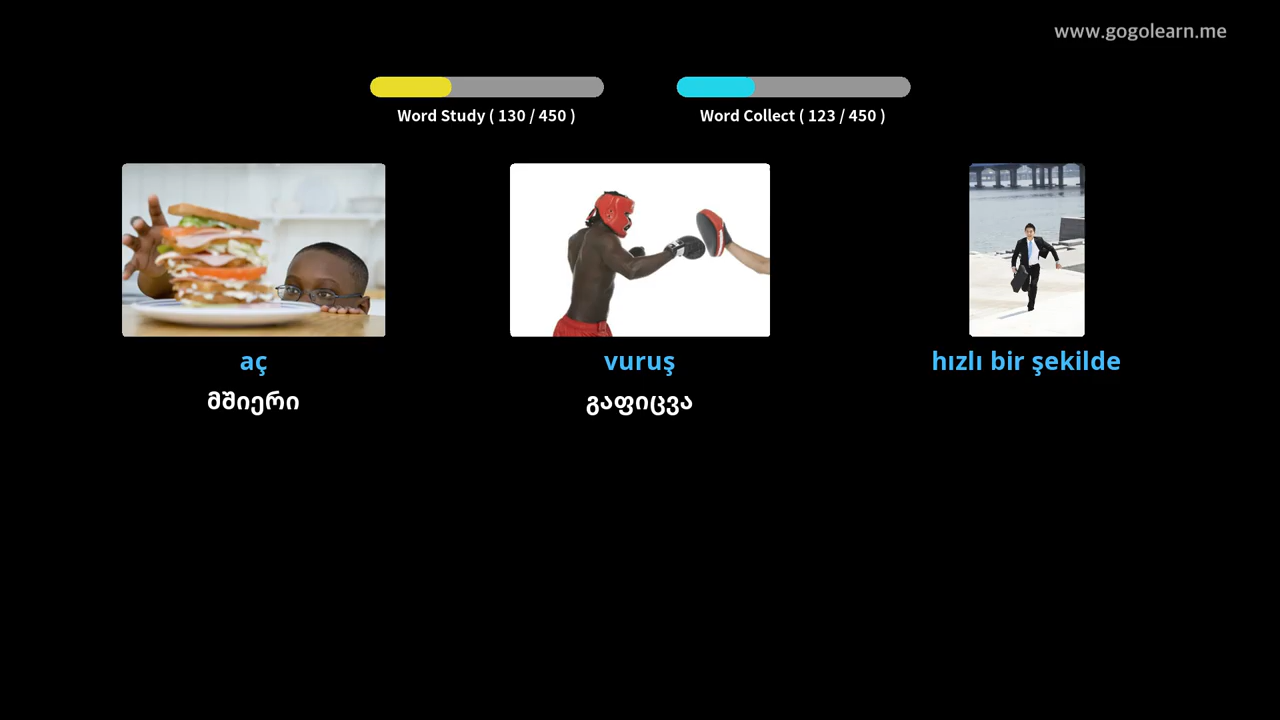 www.gogolearn.me
Word Study ( 130 / 450 )
Word Collect ( 123 / 450 )
aç
vuruş
hızlı bir şekilde
მშიერი
გაფიცვა